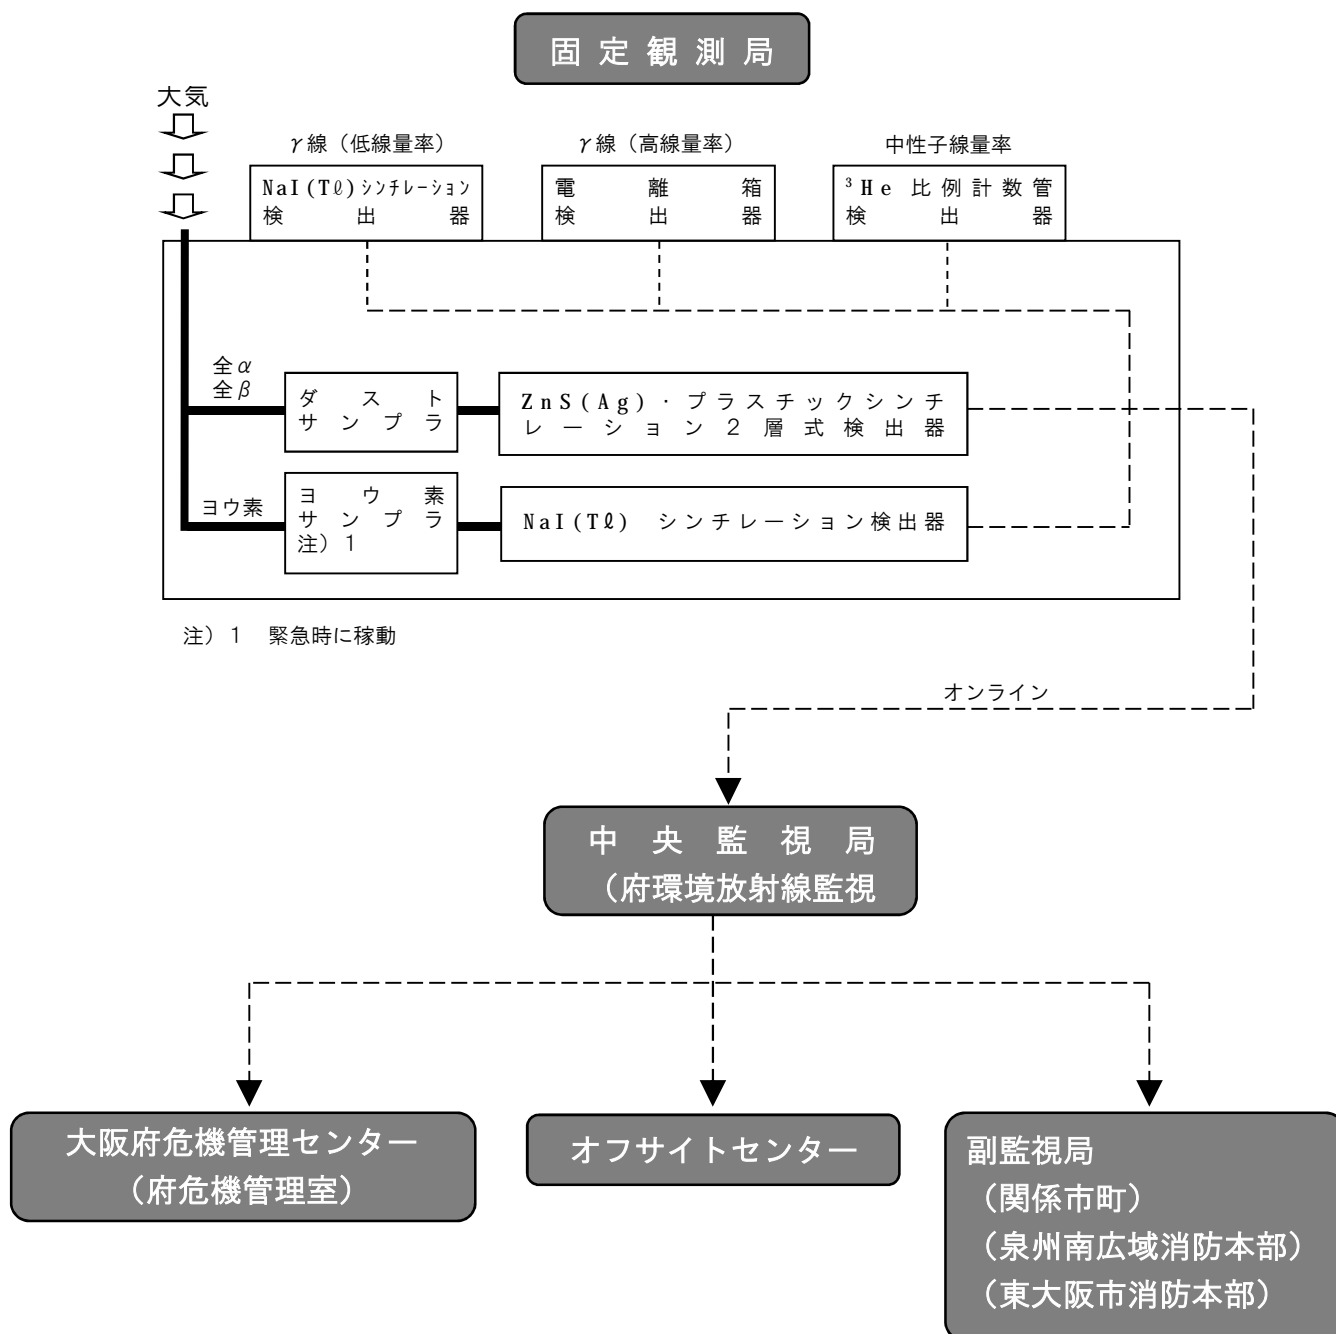 固定観測局
大気
γ線（低線量率）
γ線（高線量率）
中性子線量率
NaI(Tℓ)シンチレーション
検出器
電離箱
検出器
³He 比例計数管
検出器
全α
全β
ダスト
サンプラ
ZnS(Ag)・プラスチックシンチ
レーション２層式検出器
ヨウ素
ヨウ素
サンプラ
注）１
NaI(Tℓ) シンチレーション検出器
注）１　緊急時に稼動
オンライン
中央監視局
（府環境放射線監視
大阪府危機管理センター
（府危機管理室）
オフサイトセンター
副監視局
（関係市町）
（泉州南広域消防本部）
（東大阪市消防本部）